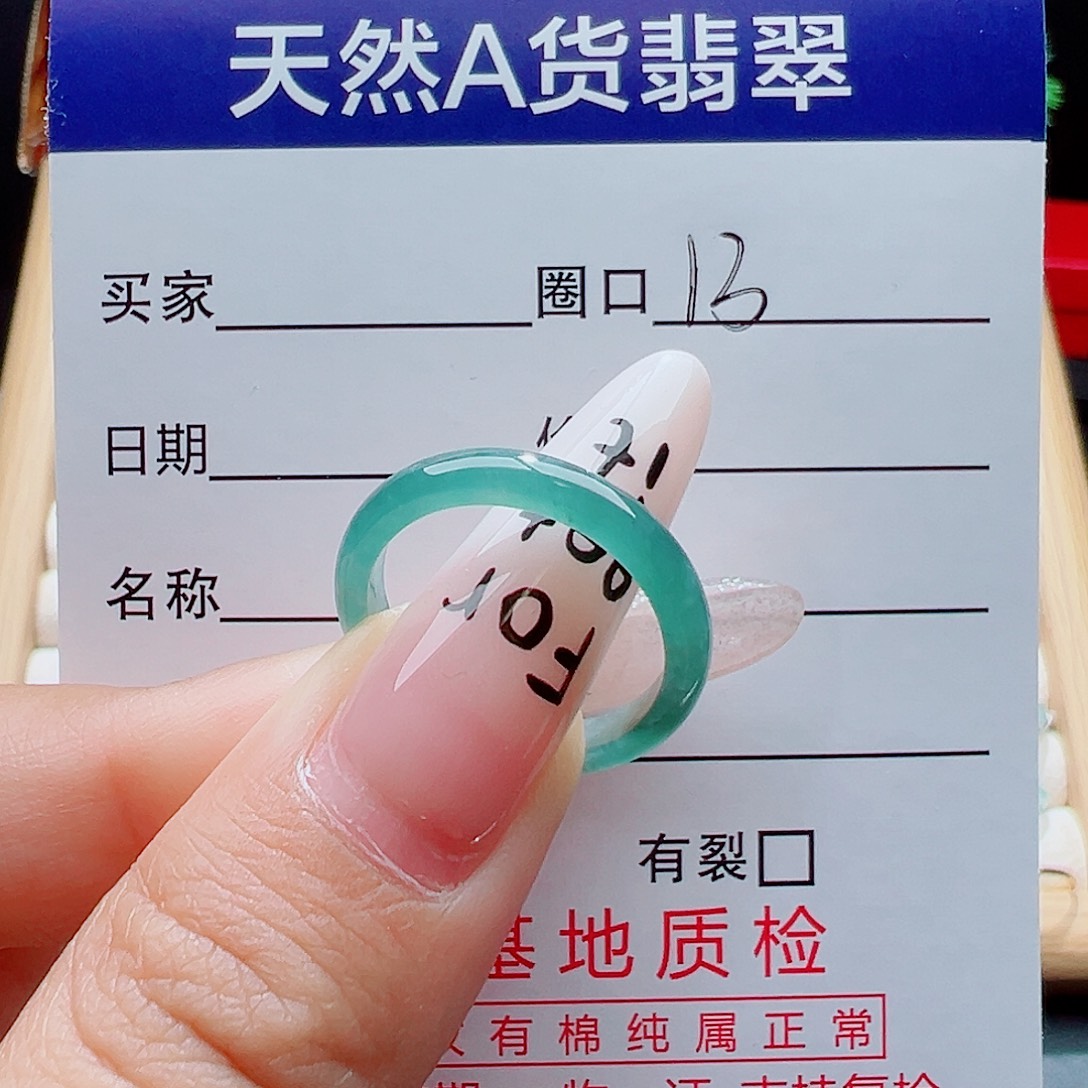 天然A货翡翠
买家 圈口 13
日期
名称
For
有裂
基地质检
有棉纯属正常